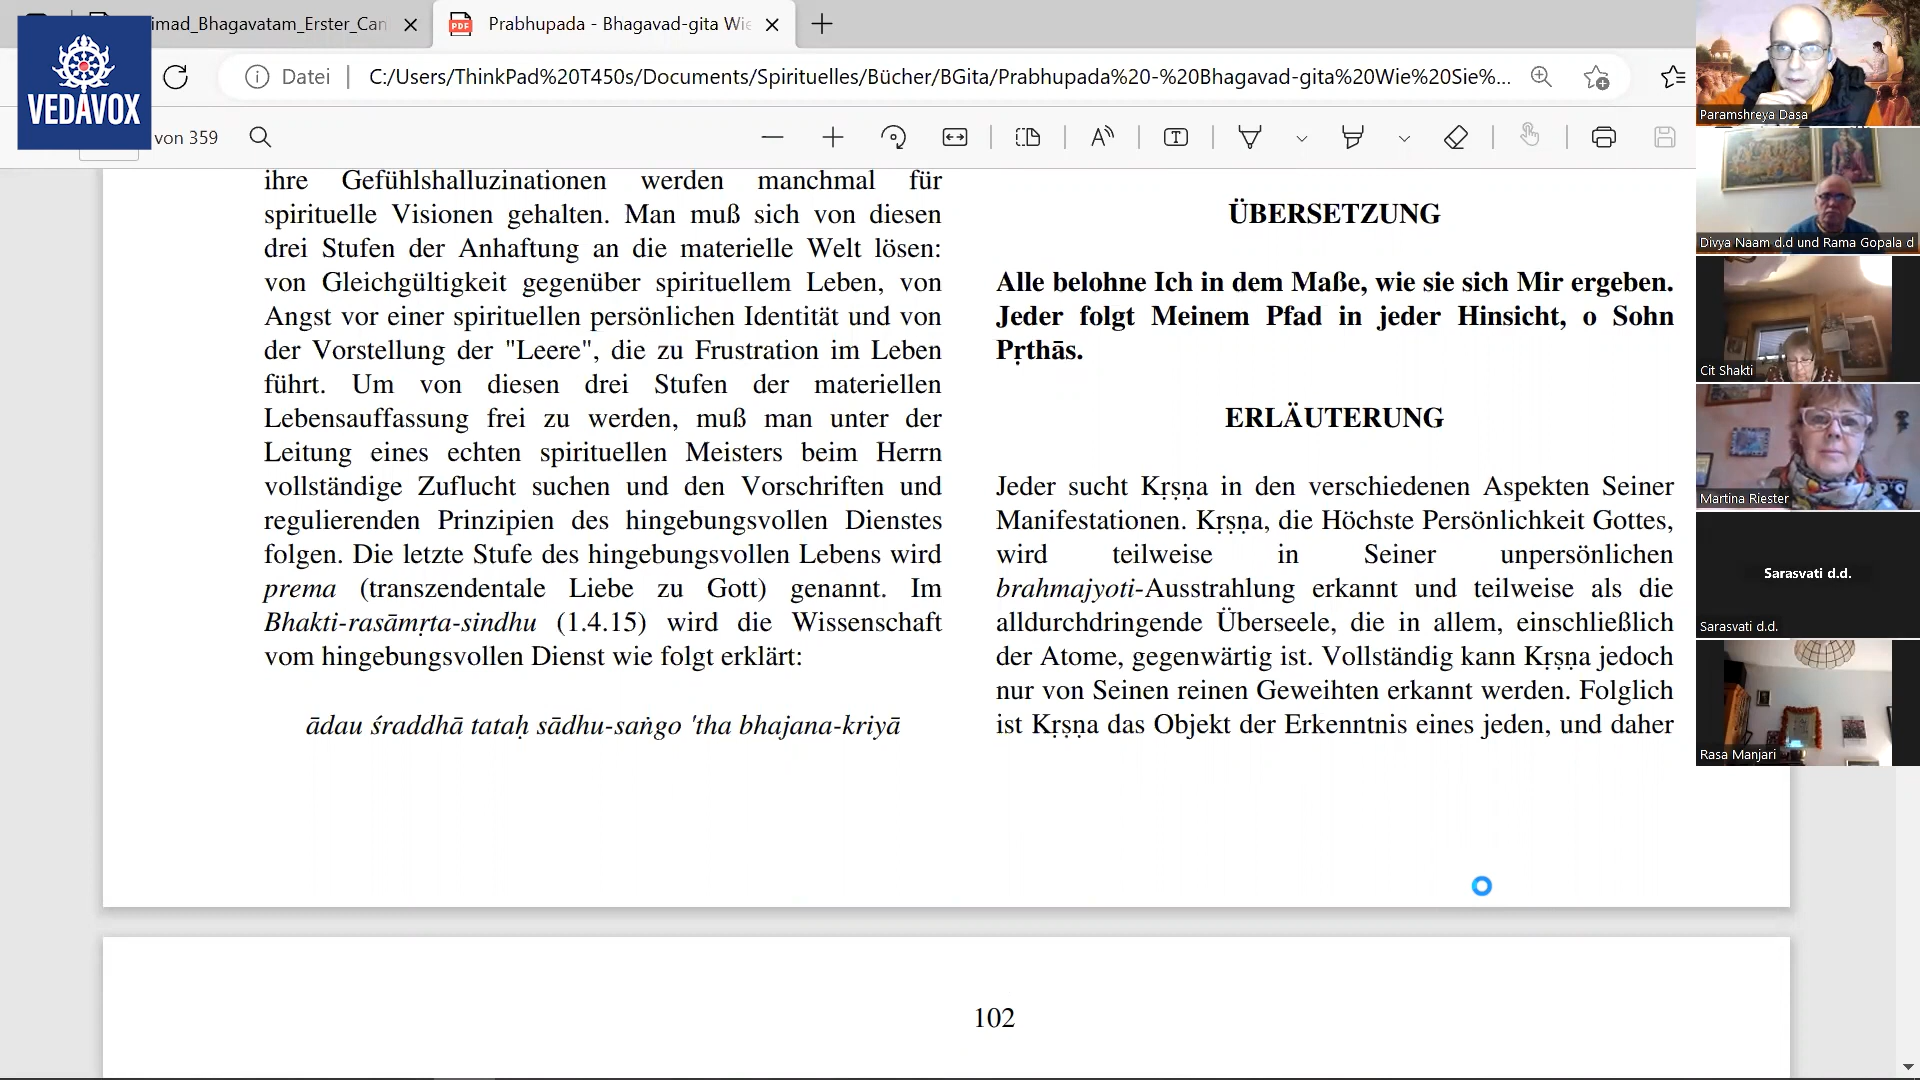 imad_Bhagavatam_Erster_Can
Prabhupada - Bhagavad-gita Wie
VEDAVOX
Datei
C:/Users/ThinkPad%20T450s/Documents/Spirituelles/Bücher/BGita/Prabhupada%20-%20Bhagavad-gita%20Wie%20Sie%...
von 359
ihre Gefühlshalluzinationen werden manchmal für
spirituelle Visionen gehalten. Man muß sich von diesen
drei Stufen der Anhaftung an die materielle Welt lösen:
von Gleichgültigkeit gegenüber spirituellem Leben, von
Angst vor einer spirituellen persönlichen Identität und von
der Vorstellung der "Leere", die zu Frustration im Leben
führt. Um von diesen drei Stufen der materiellen
Lebensauffassung frei zu werden, muß man unter der
Leitung eines echten spirituellen Meisters beim Herrn
vollständige Zuflucht suchen und den Vorschriften und
regulierenden Prinzipien des hingebungsvollen Dienstes
folgen. Die letzte Stufe des hingebungsvollen Lebens wird
prema (transzendentale Liebe zu Gott) genannt. Im
Bhakti-rasāmṛta-sindhu (1.4.15) wird die Wissenschaft
vom hingebungsvollen Dienst wie folgt erklärt:
ādau śraddhā tataḥ sādhu-saṅgo 'tha bhajana-kriyā
ÜBERSETZUNG
Alle belohne Ich in dem Maße, wie sie sich Mir ergeben.
Jeder folgt Meinem Pfad in jeder Hinsicht, o Sohn
Pṛthās.
ERLÄUTERUNG
Jeder sucht Kṛṣṇa in den verschiedenen Aspekten Seiner
Manifestationen. Kṛṣṇa, die Höchste Persönlichkeit Gottes,
wird teilweise in Seiner unpersönlichen
brahmajyoti-Ausstrahlung erkannt und teilweise als die
alldurchdringende Überseele, die in allem, einschließlich
der Atome, gegenwärtig ist. Vollständig kann Kṛṣṇa jedoch
nur von Seinen reinen Geweihten erkannt werden. Folglich
ist Kṛṣṇa das Objekt der Erkenntnis eines jeden, und daher
102
Paramshreya Dasa
Divya Naam d.d und Rama Gopala d
Cit Shakti
Martina Riester
Sarasvati d.d.
Sarasvati d.d.
Rasa Manjari